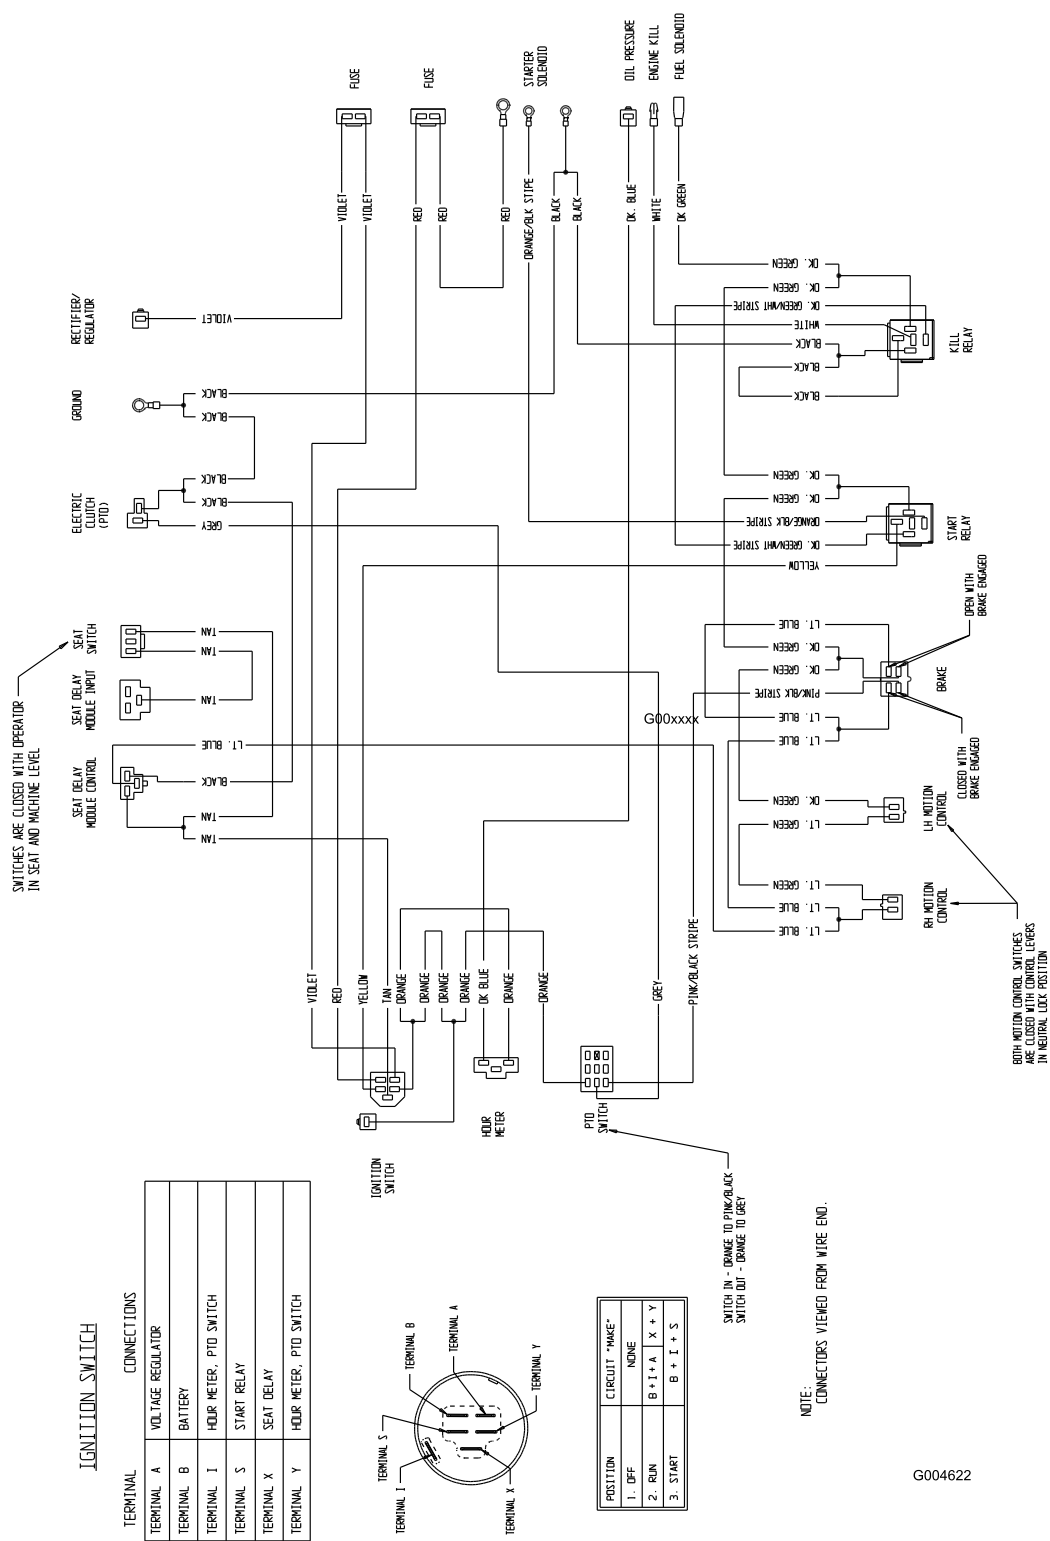 FUSE
FUSE
STARTER
SOLENOID
OIL PRESSURE
ENGINE KILL
FUEL SOLENOID
VIOLET
VIOLET
RED
RED
RED
ORANGE/BLK STIPE
BLACK
BLACK
DK. BLUE
WHITE
DK GREEN
RECTIFIER/
REGULATOR
VIOLET
GROUND
BLACK
BLACK
ELECTRIC
CLUTCH
(PTO)
BLACK
BLACK
GREY
SWITCHES ARE CLOSED WITH OPERATOR
IN SEAT AND MACHINE LEVEL
SEAT
SWITCH
TAN
TAN
SEAT DELAY
MODULE INPUT
TAN
SEAT DELAY
MODULE CONTROL
LT. BLUE
BLACK
TAN
TAN
DK. GREEN
DK. GREEN
DK. GREEN/WHT STRIPE
WHITE
BLACK
BLACK
BLACK
KILL
RELAY
DK. GREEN
DK. GREEN
ORANGE/BLK STRIPE
DK. GREEN/WHT STRIPE
YELLOW
START
RELAY
OPEN WITH
BRAKE ENGAGED
LT. BLUE
DK. GREEN
DK. GREEN
PINK/BLK STRIPE
LT. BLUE
LT. BLUE
BRAKE
G00xxxx
CLOSED WITH
BRAKE ENGAGED
DK. GREEN
LT. GREEN
LH MOTION
CONTROL
LT. GREEN
LT. BLUE
LT. BLUE
RH MOTION
CONTROL
BOTH MOTION CONTROL SWITCHES
ARE CLOSED WITH CONTROL LEVERS
IN NEUTRAL LOCK POSITION
VIOLET
RED
YELLOW
TAN
ORANGE
ORANGE
ORANGE
ORANGE
DK BLUE
ORANGE
ORANGE
GREY
PINK/BLACK STRIPE
IGNITION
SWITCH
HOUR
METER
PTO
SWITCH
SWITCH IN - ORANGE TO PINK/BLACK
SWITCH OUT - ORANGE TO GREY
IGNITION SWITCH
TERMINAL CONNECTIONS
TERMINAL A VOLTAGE REGULATOR
TERMINAL B BATTERY
TERMINAL I HOUR METER, PTO SWITCH
TERMINAL S START RELAY
TERMINAL X SEAT DELAY
TERMINAL Y HOUR METER, PTO SWITCH
TERMINAL I
TERMINAL S
TERMINAL B
TERMINAL A
TERMINAL X
TERMINAL Y
POSITION CIRCUIT "MAKE"
1. OFF NONE
2. RUN B+I+A X + Y
3. START B + I + S
NOTE:
CONNECTORS VIEWED FROM WIRE END.
G004622